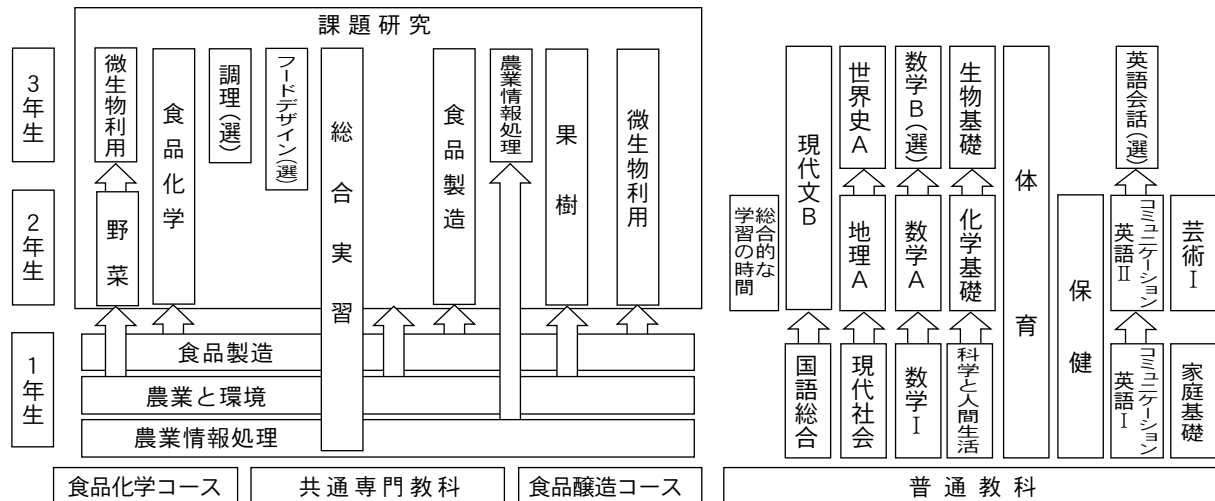 課題研究
3年生
微生物利用
食品化学
調理(選)
フードデザイン(選)
総合実習
食品製造
農業情報処理
果樹
微生物利用
現代文B
世界史A
数学B(選)
生物基礎
体育
英語会話(選)
2年生
野菜
総合的な
学習の時間
地理A
数学A
化学基礎
保健
コミュニケーション
英語Ⅱ
芸術Ⅰ
1年生
食品製造
農業と環境
農業情報処理
国語総合
現代社会
数学Ⅰ
科学と人間生活
コミュニケーション
英語Ⅰ
家庭基礎
食品化学コース
共通専門教科
食品醸造コース
普通教科